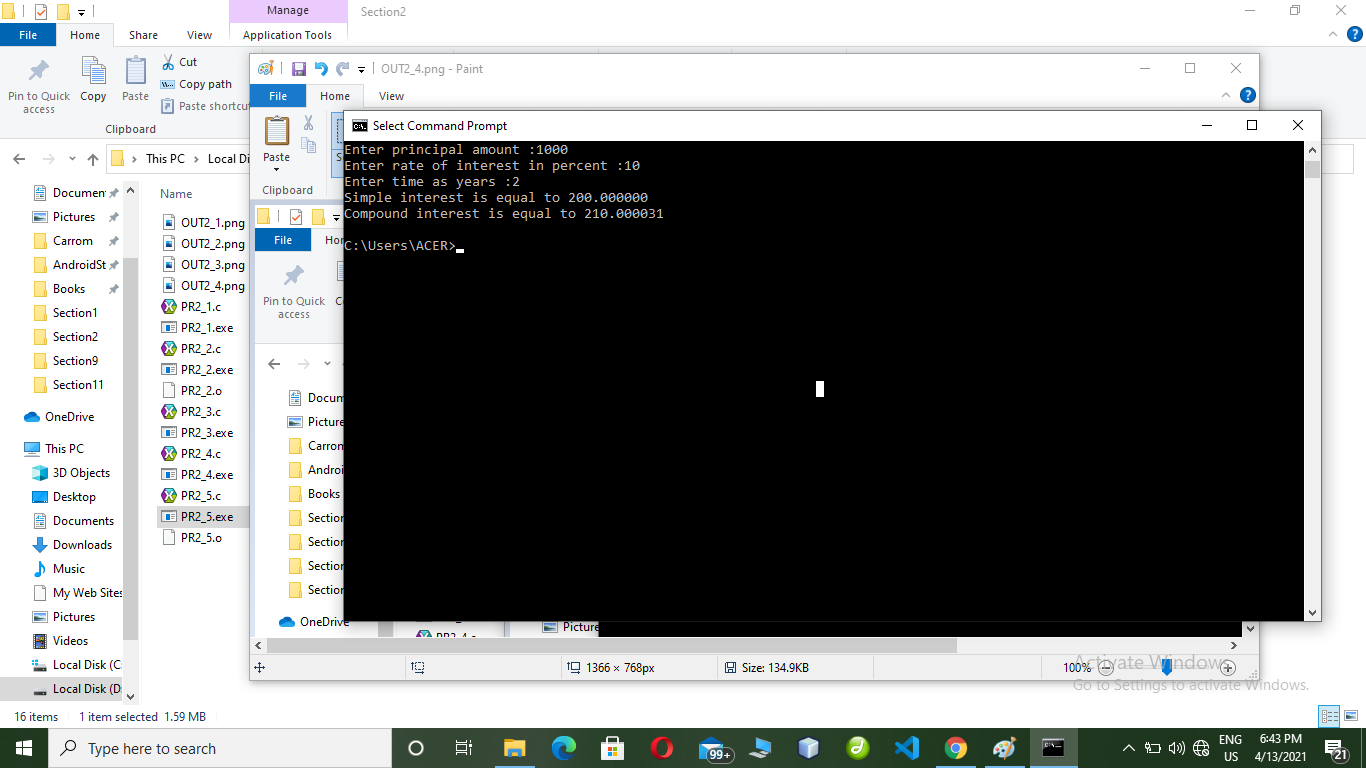 Manage
Section2
File
Home
Share
View
Application Tools
Pin to Quick access
Copy
Paste
Cut
Copy path
Paste shortcu
Clipboard
This PC
Local Di
Name
Documen
Pictures
Carrom
AndroidSt
Books
Section1
Section2
Section9
Section11
OneDrive
This PC
3D Objects
Desktop
Documents
Downloads
Music
My Web Sites
Pictures
Videos
Local Disk (C
Local Disk (D
OUT2_1.png
OUT2_2.png
OUT2_3.png
OUT2_4.png
PR2_1.c
PR2_1.exe
PR2_2.c
PR2_2.exe
PR2_2.o
PR2_3.c
PR2_3.exe
PR2_4.c
PR2_4.exe
PR2_5.c
PR2_5.exe
PR2_5.o
16 items
1 item selected 1.59 MB
OUT2_4.png - Paint
File
Home
View
Paste
Clipboard
File
Hor
Pin to Quick access
Docum
Picture
Carron
Androi
Books
Section
Section
Section
Section
OneDrive
Picture
1366 × 768px
Size: 134.9KB
100%
Select Command Prompt
Enter principal amount :1000
Enter rate of interest in percent :10
Enter time as years :2
Simple interest is equal to 200.000000
Compound interest is equal to 210.000031
C:\Users\ACER>
Activate Windows
Go to Settings to activate Windows.
Type here to search
99+
ENG
US
6:43 PM
4/13/2021
21